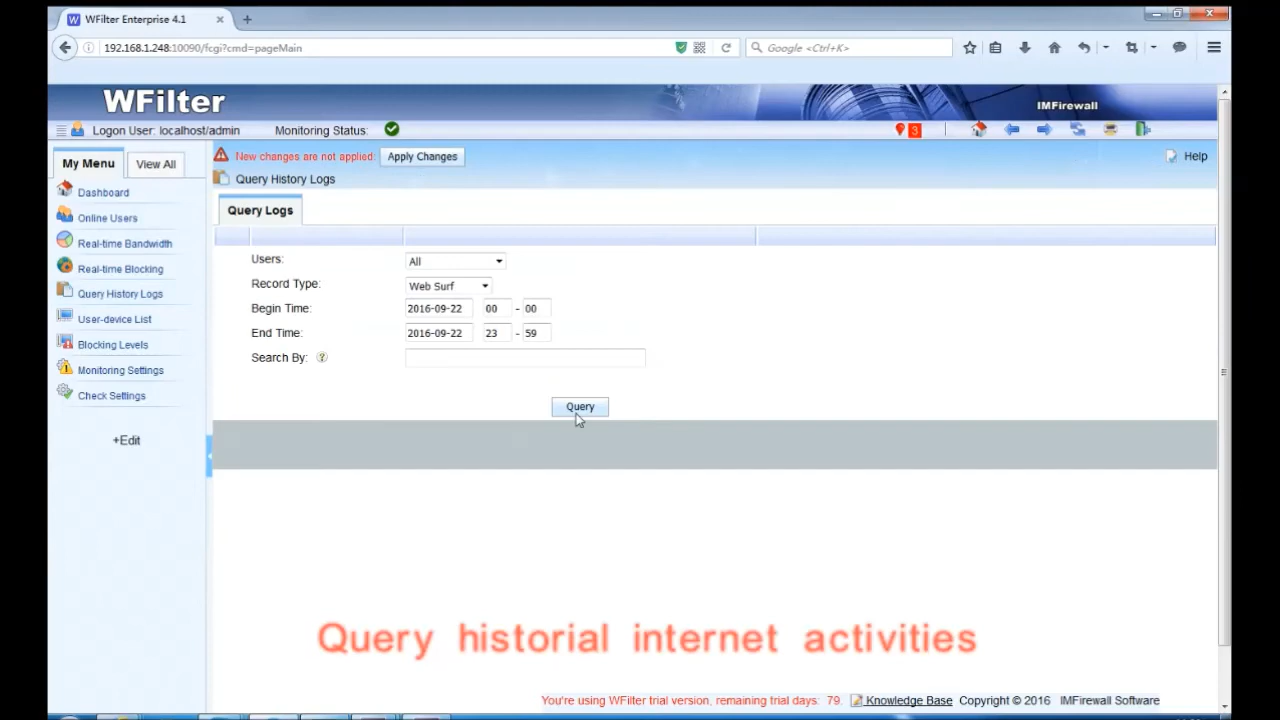 WFilter Enterprise 4.1
192.168.1.248:10090/fcgi?cmd=pageMain
Google <Ctrl+K>
WFilter
IMFirewall
Logon User: localhost/admin
Monitoring Status:
3
My Menu
View All
New changes are not applied:
Apply Changes
Help
Query History Logs
Dashboard
Online Users
Real-time Bandwidth
Real-time Blocking
Query History Logs
User-device List
Blocking Levels
Monitoring Settings
Check Settings
+Edit
Query Logs
Users: All
Record Type: Web Surf
Begin Time: 2016-09-22 00 - 00
End Time: 2016-09-22 23 - 59
Search By: ?
Query
Query historial internet activities
You're using WFilter trial version, remaining trial days: 79. Knowledge Base Copyright © 2016 IMFirewall Software